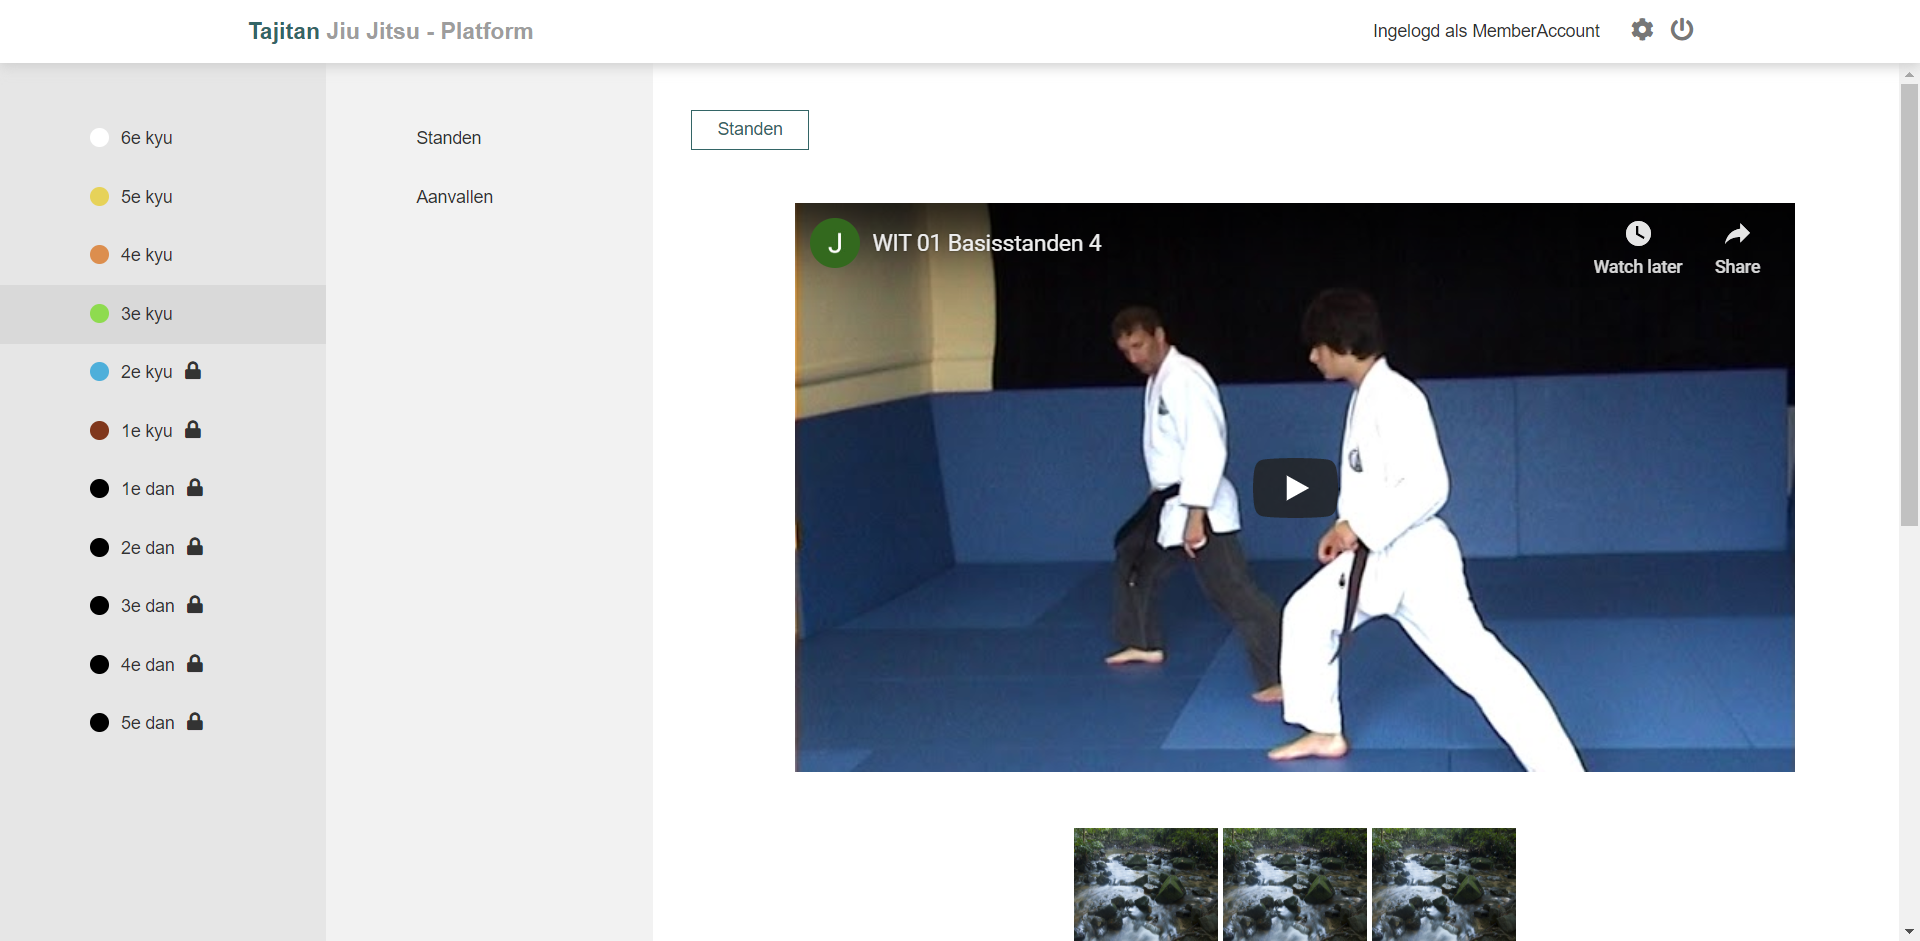 Tajitan Jiu Jitsu - Platform
Ingelogd als MemberAccount
6e kyu
5e kyu
4e kyu
3e kyu
2e kyu
1e kyu
1e dan
2e dan
3e dan
4e dan
5e dan
Standen
Aanvallen
Standen
J
WIT 01 Basisstanden 4
Watch later
Share